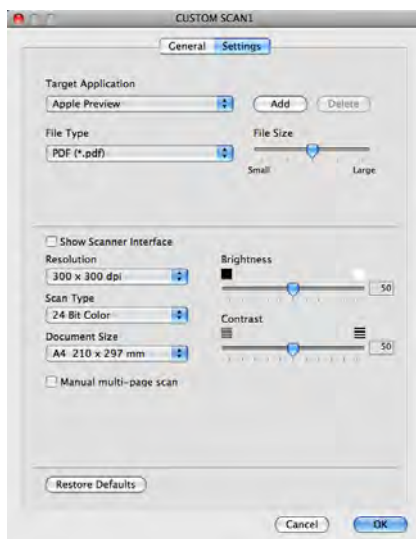 CUSTOM SCAN1
General Settings
Target Application
Apple Preview Add Delete
File Type File Size
PDF (*.pdf)
Small Large
Show Scanner Interface
Resolution Brightness
300 x 300 dpi
50
Scan Type
24 Bit Color Contrast
Document Size
A4 210 x 297 mm 50
Manual multi-page scan
Restore Defaults
Cancel OK